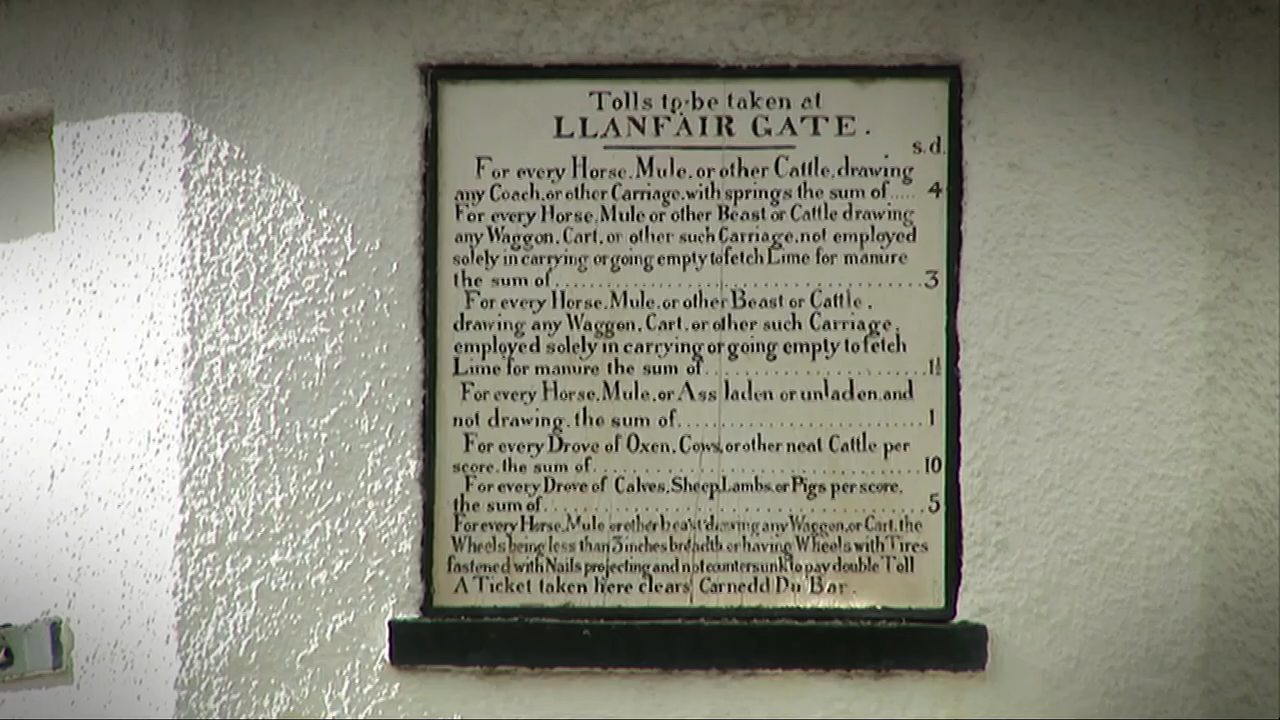 Tolls to be taken at
LLANFAIR GATE.
s. d.
For every Horse, Mule, or other Cattle, drawing
any Coach, or other Carriage, with springs the sum of..... 4
For every Horse, Mule or other Beast or Cattle drawing
any Waggon, Cart, or other such Carriage, not employed
solely in carrying or going empty to fetch Lime for manure
the sum of.......................................3
For every Horse, Mule, or other Beast or Cattle,
drawing any Waggon, Cart, or other such Carriage,
employed solely in carrying or going empty to fetch
Lime for manure the sum of.......................1½
For every Horse, Mule, or Ass laden or unladen, and
not drawing, the sum of..........................1
For every Drove of Oxen, Cows, or other neat Cattle per
score, the sum of................................10
For every Drove of Calves, Sheep, Lambs, or Pigs per score,
the sum of.......................................5
For every Horse, Mule or other beast drawing any Waggon, or Cart, the
Wheels being less than 3 inches breadth or having Wheels with Tires
fastened with Nails projecting and not countersunk to pay double Toll
A Ticket taken here clears Carnedd Du Bar.